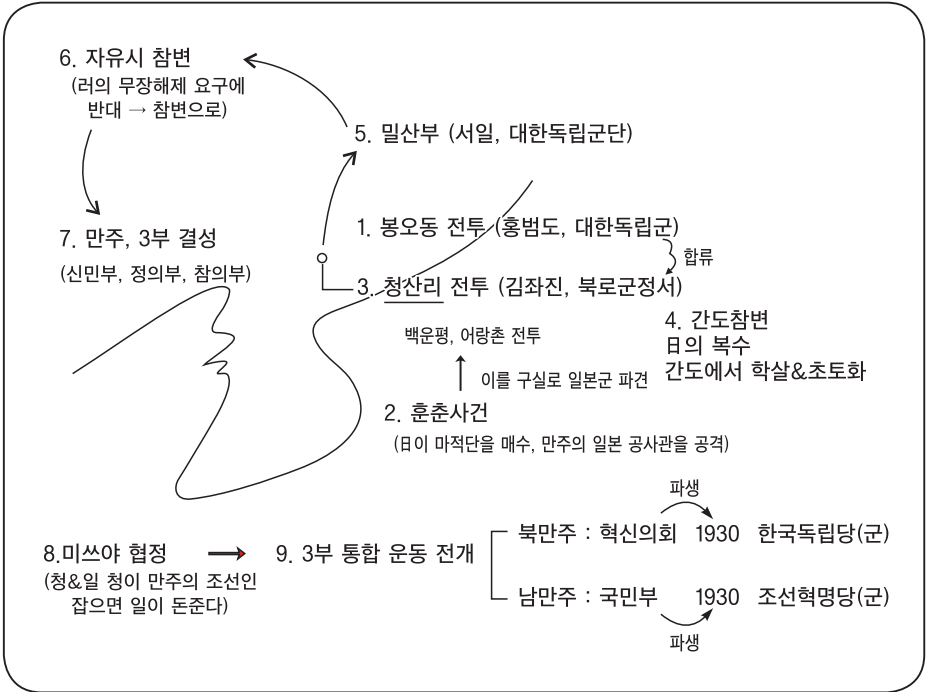 6. 자유시 참변
(러의 무장해제 요구에
반대 → 참변으로)
5. 밀산부 (서일, 대한독립군단)
7. 만주, 3부 결성
(신민부, 정의부, 참의부)
1. 봉오동 전투 (홍범도, 대한독립군)
합류
3. 청산리 전투 (김좌진, 북로군정서)
백운평, 어랑촌 전투
4. 간도참변
日의 복수
간도에서 학살&초토화
이를 구실로 일본군 파견
2. 훈춘사건
(日이 마적단을 매수, 만주의 일본 공사관을 공격)
8.미쓰야 협정
(청&일 청이 만주의 조선인
잡으면 일이 돈준다)
9. 3부 통합 운동 전개
파생
북만주 : 혁신의회 1930 한국독립당(군)
남만주 : 국민부 1930 조선혁명당(군)
파생